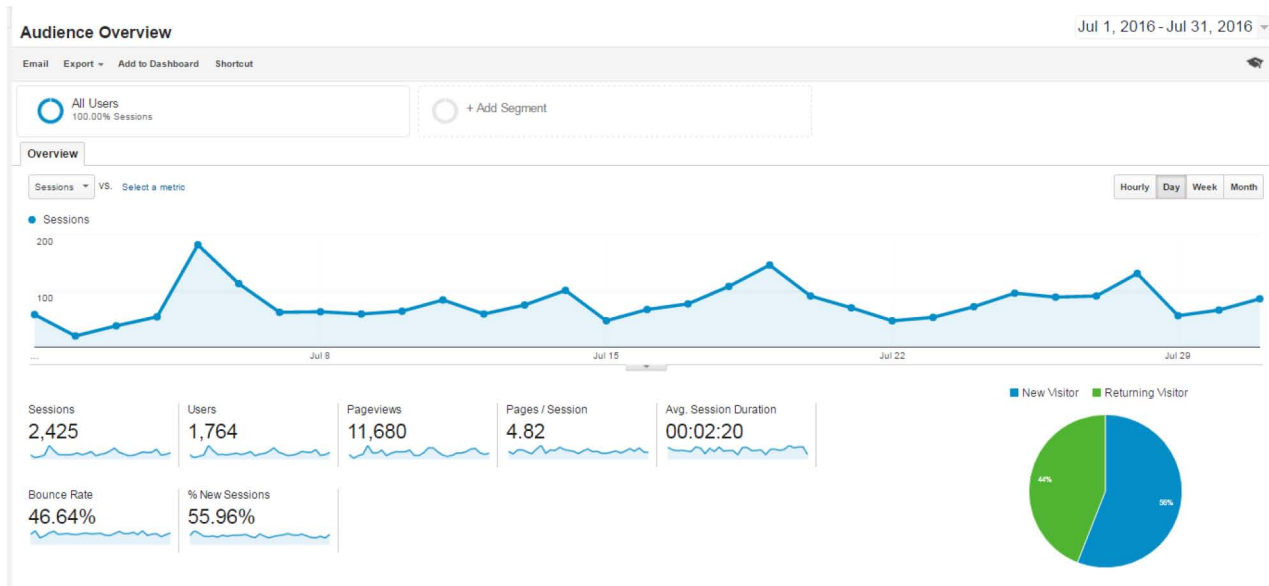 Audience Overview
Jul 1, 2016 - Jul 31, 2016
Email Export Add to Dashboard Shortcut
All Users
100.00% Sessions
+ Add Segment
Overview
Sessions VS. Select a metric
Hourly Day Week Month
Sessions
200
100
... Jul 8 Jul 15 Jul 22 Jul 29
New Visitor Returning Visitor
Sessions
2,425
Users
1,764
Pageviews
11,680
Pages / Session
4.82
Avg. Session Duration
00:02:20
Bounce Rate
46.64%
% New Sessions
55.96%
44%
56%